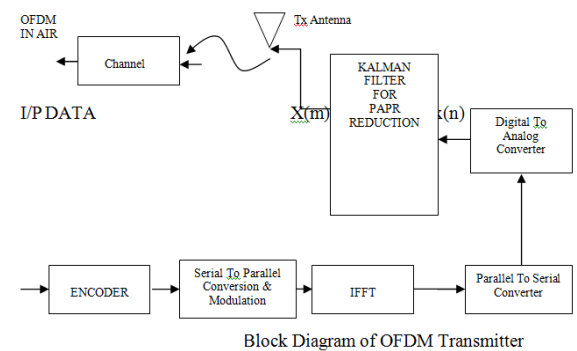 OFDM
IN AIR
Tx Antenna
Channel
KALMAN
FILTER
FOR
PAPR
REDUCTION
I/P DATA
X(m)
x(n)
Digital To
Analog
Converter
ENCODER
Serial To Parallel
Conversion &
Modulation
IFFT
Parallel To Serial
Converter
Block Diagram of OFDM Transmitter